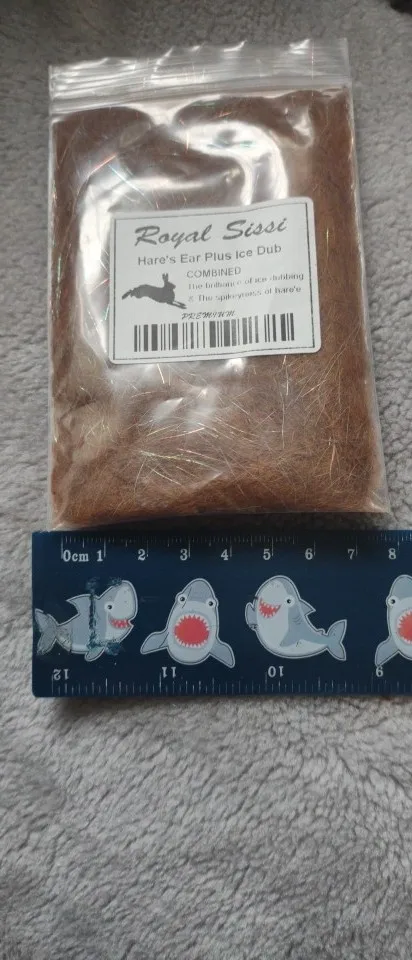 Royal Sissi
Hare's Ear Plus Ice Dub
COMBINED
The brilliance of ice dubbing
& The spikeyness of hare'e
PREMIUM
0cm 1 2 3 4 5 6 7 8
12 11 10 9